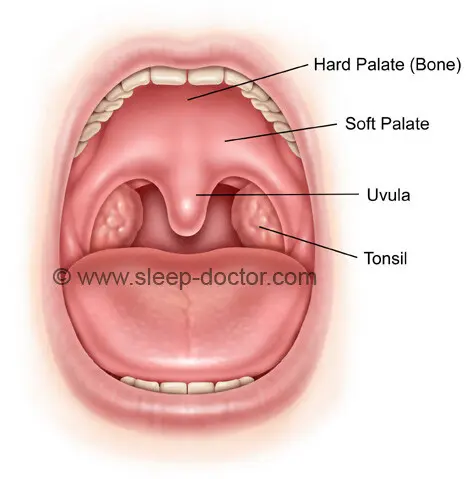 Hard Palate (Bone)
Soft Palate
Uvula
Tonsil
© www.sleep-doctor.com